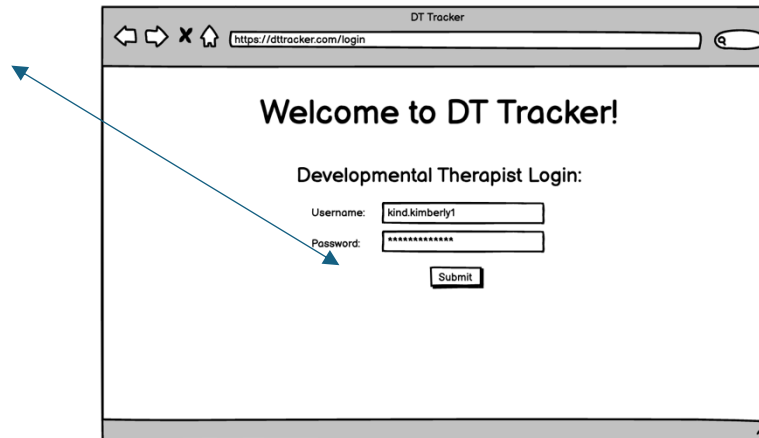 DT Tracker
https://dttracker.com/login
Welcome to DT Tracker!
Developmental Therapist Login:
Username: kind.kimberly1
Password: *************
Submit